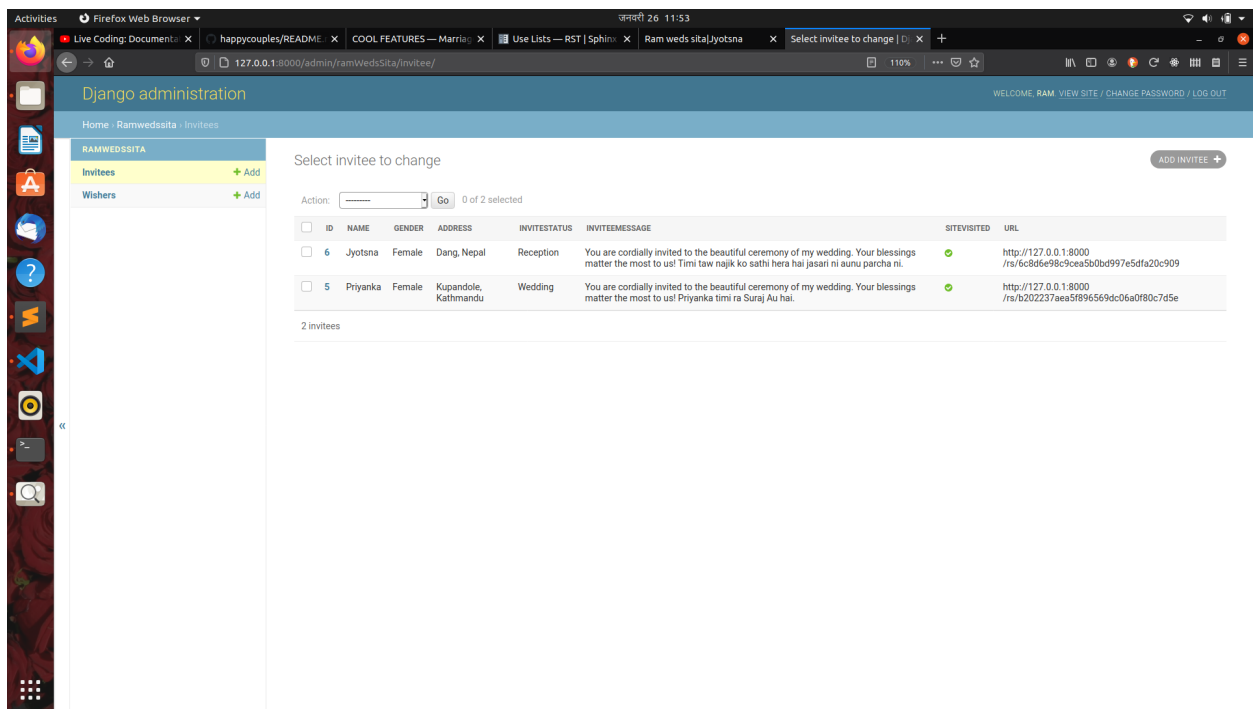 Activities Firefox Web Browser जनवरी 26 11:53
Live Coding: Documenta happycouples/README. COOL FEATURES — Marriag Use Lists — RST | Sphinx Ram weds sita|Jyotsna Select invitee to change | Dj
127.0.0.1:8000/admin/ramWedsSita/invitee/ 110%
Django administration WELCOME, RAM. VIEW SITE / CHANGE PASSWORD / LOG OUT
Home › Ramwedssita › Invitees
RAMWEDSSITA
Invitees + Add
Wishers + Add
«
Select invitee to change ADD INVITEE +
Action: --------- Go 0 of 2 selected
ID NAME GENDER ADDRESS INVITESTATUS INVITEEMESSAGE SITEVISITED URL
6 Jyotsna Female Dang, Nepal Reception You are cordially invited to the beautiful ceremony of my wedding. Your blessings http://127.0.0.1:8000
matter the most to us! Timi taw najik ko sathi hera hai jasari ni aunu parcha ni. /rs/6c8d6e98c9cea5b0bd997e5dfa20c909
5 Priyanka Female Kupandole, Wedding You are cordially invited to the beautiful ceremony of my wedding. Your blessings http://127.0.0.1:8000
Kathmandu matter the most to us! Priyanka timi ra Suraj Au hai. /rs/b202237aea5f896569dc06a0f80c7d5e
2 invitees